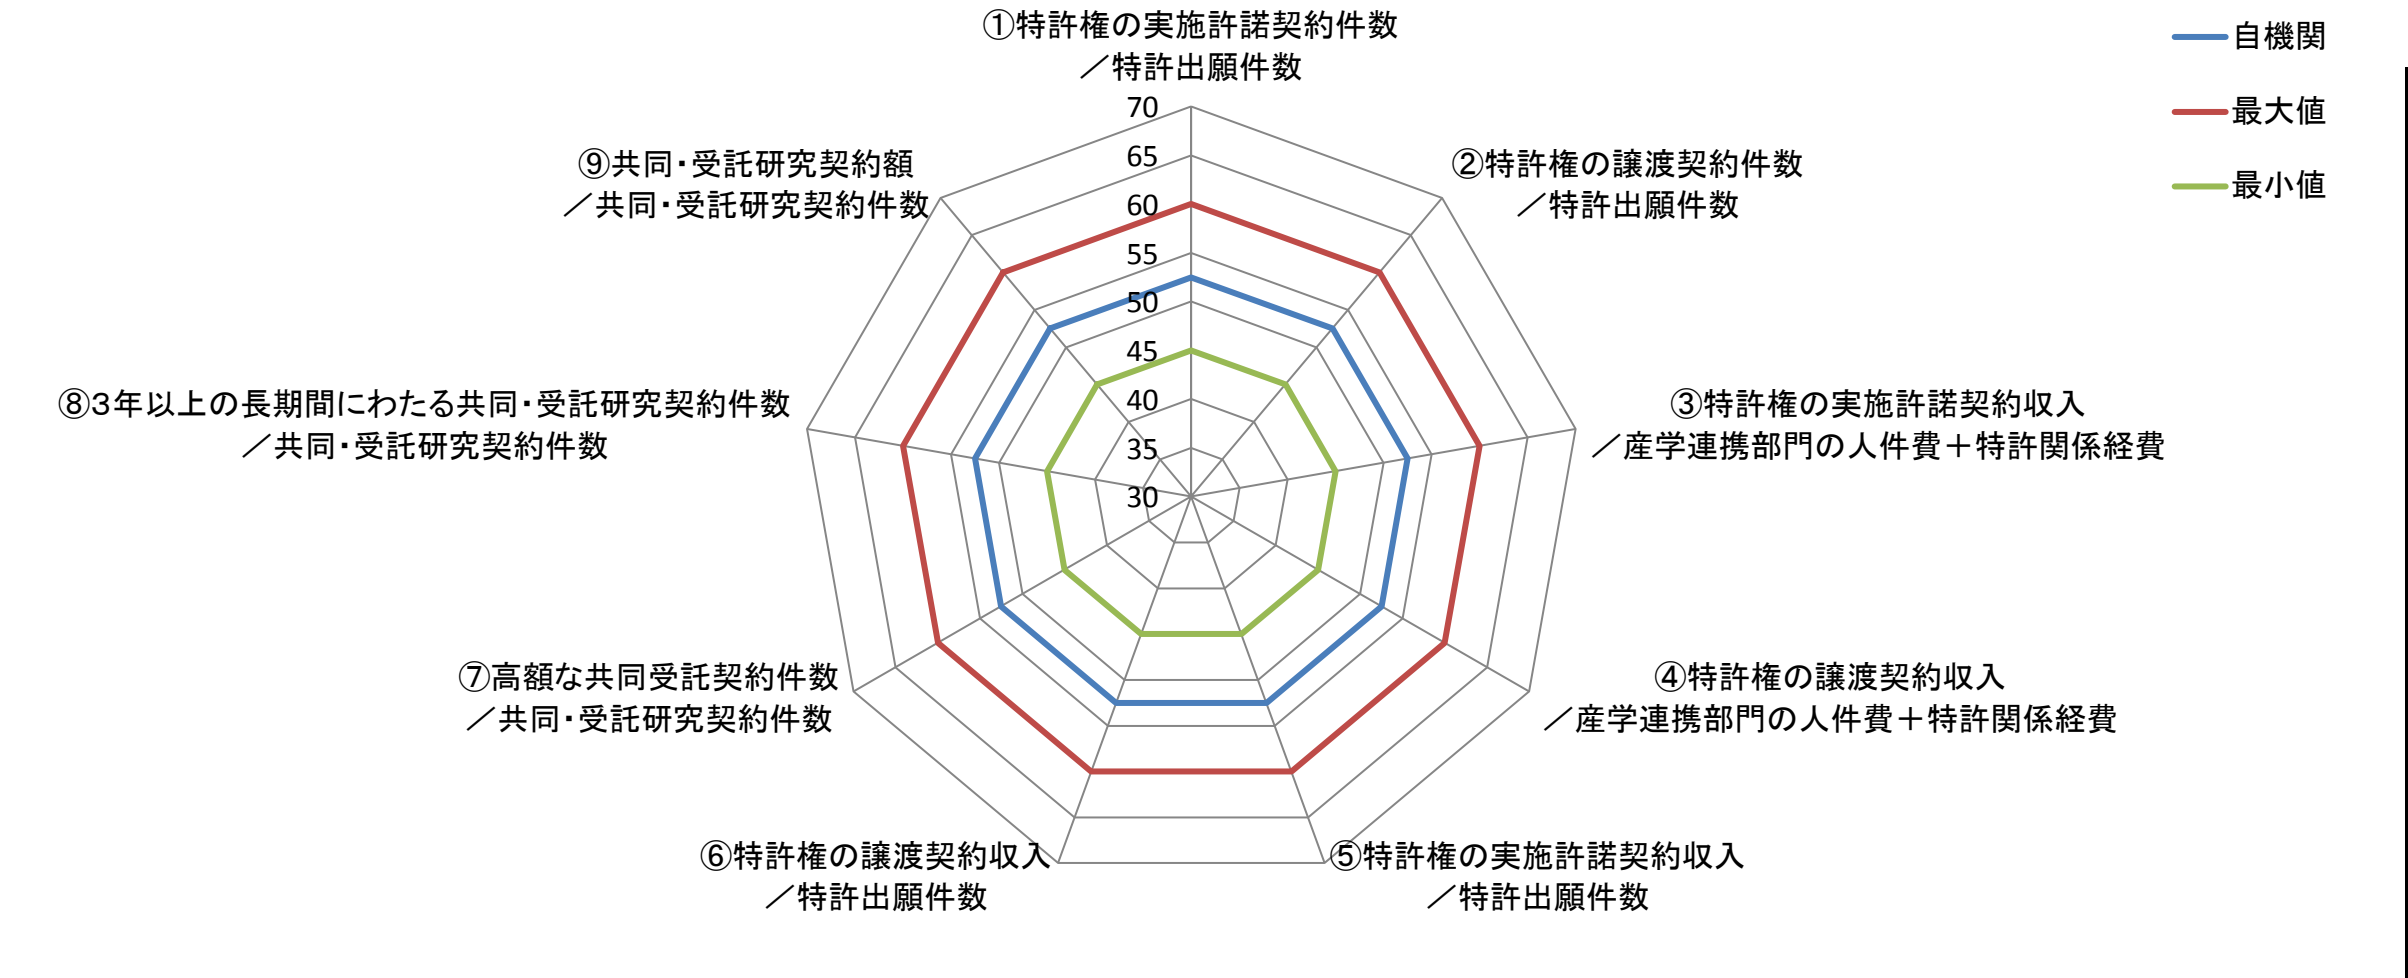 ①特許権の実施許諾契約件数
／特許出願件数
②特許権の譲渡契約件数
／特許出願件数
③特許権の実施許諾契約収入
／産学連携部門の人件費＋特許関係経費
④特許権の譲渡契約収入
／産学連携部門の人件費＋特許関係経費
⑤特許権の実施許諾契約収入
／特許出願件数
⑥特許権の譲渡契約収入
／特許出願件数
⑦高額な共同受託契約件数
／共同・受託研究契約件数
⑧3年以上の長期間にわたる共同・受託研究契約件数
／共同・受託研究契約件数
⑨共同・受託研究契約額
／共同・受託研究契約件数
70
65
60
55
50
45
40
35
30
自機関
最大値
最小値